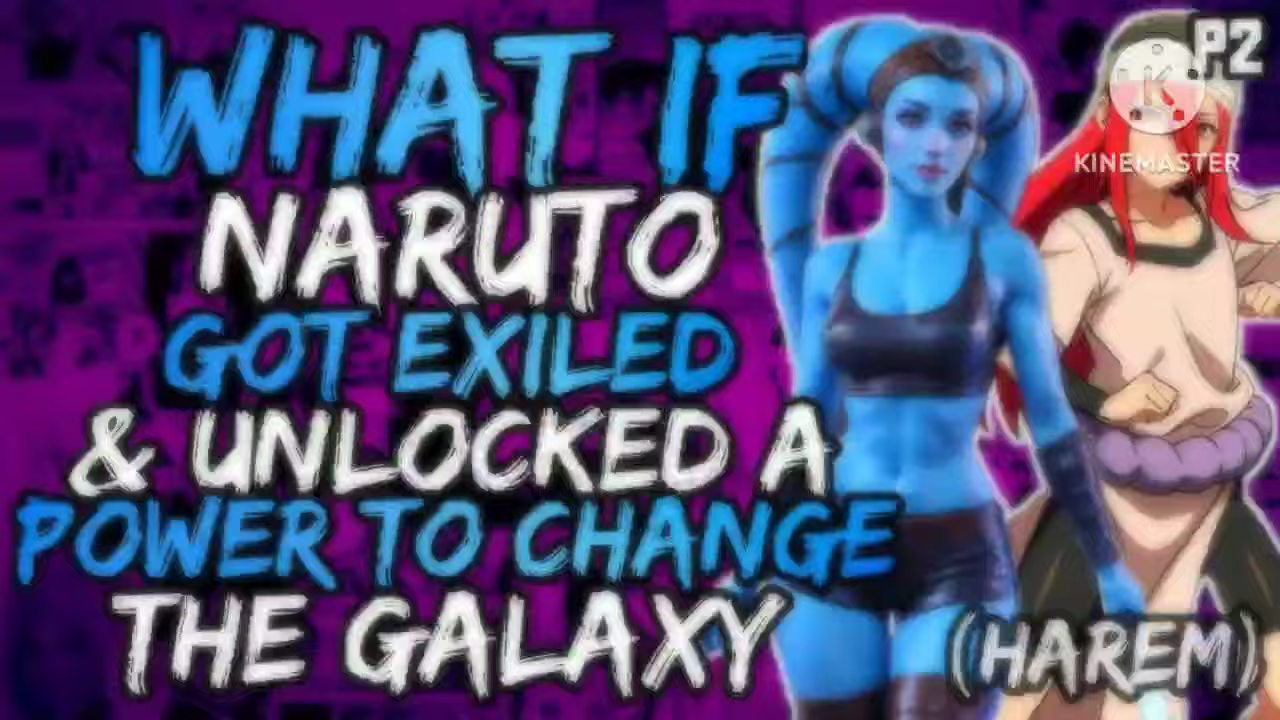 WHAT IF
P2
K
KINEMASTER
NARUTO
GOT EXILED
& UNLOCKED A
POWER TO CHANGE
THE GALAXY
(HAREM)